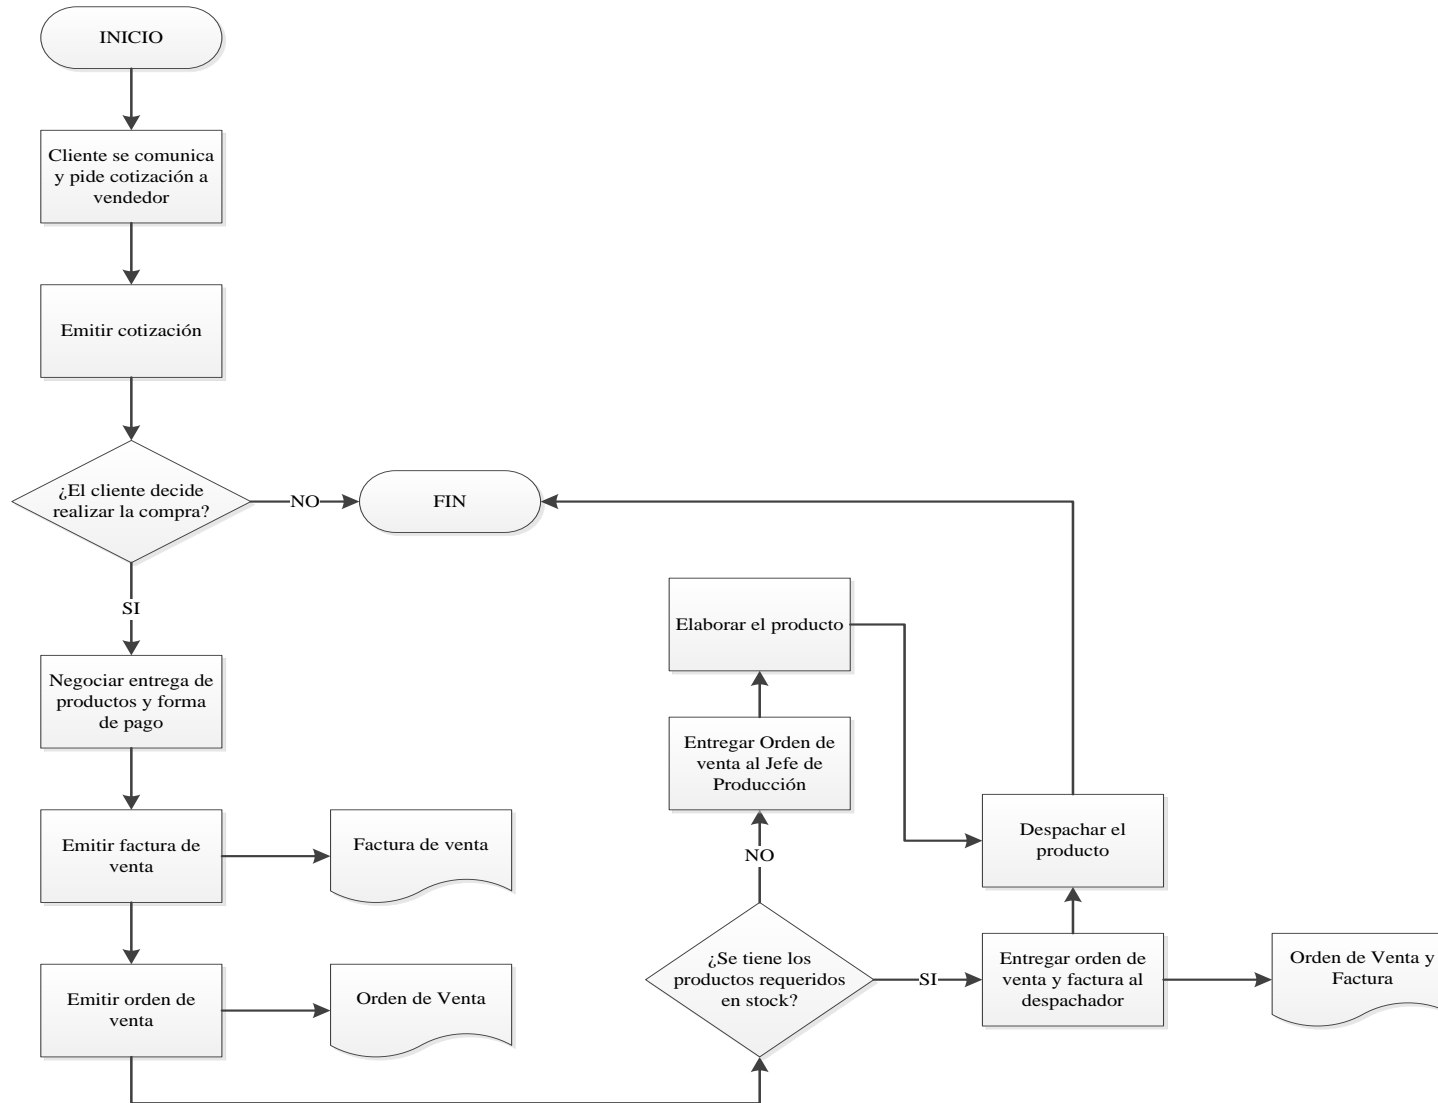 INICIO
Cliente se comunica
y pide cotización a
vendedor
Emitir cotización
¿El cliente decide
realizar la compra?
NO
FIN
SI
Negociar entrega de
productos y forma
de pago
Emitir factura de
venta
Factura de venta
Emitir orden de
venta
Orden de Venta
¿Se tiene los
productos requeridos
en stock?
NO
Entregar Orden de
venta al Jefe de
Producción
Elaborar el producto
SI
Entregar orden de
venta y factura al
despachador
Orden de Venta y
Factura
Despachar el
producto